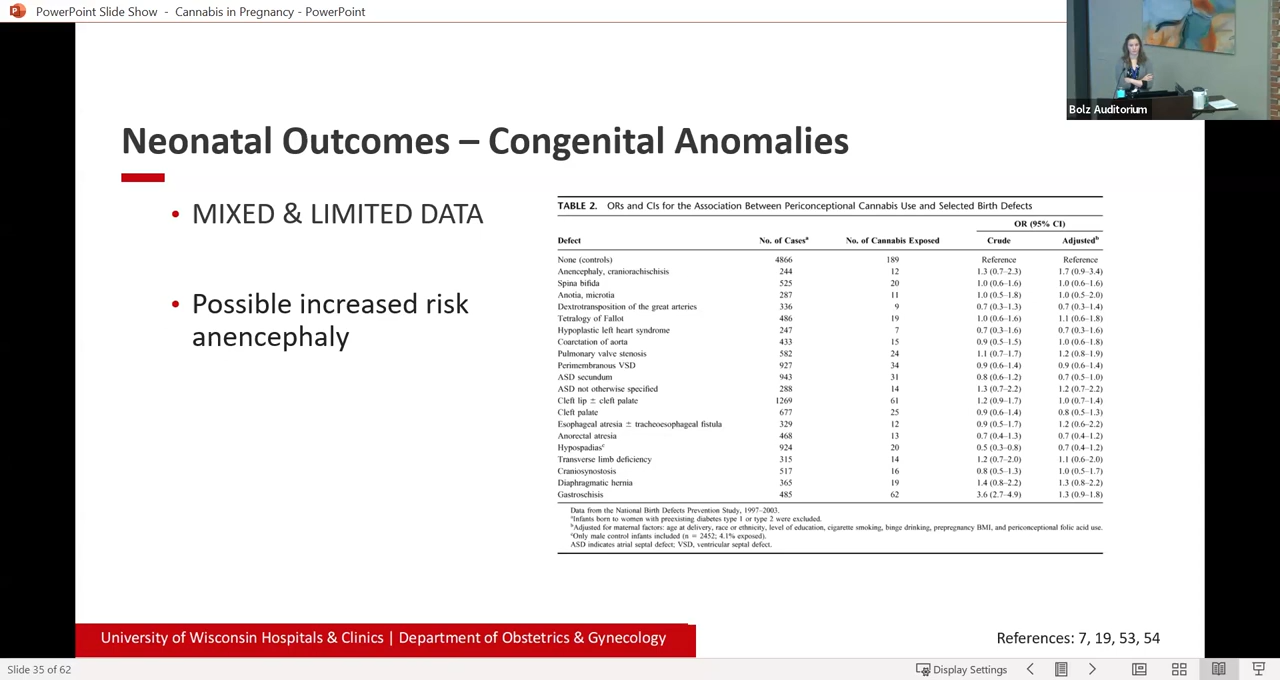 PowerPoint Slide Show - Cannabis in Pregnancy - PowerPoint
Bolz Auditorium
Neonatal Outcomes – Congenital Anomalies
• MIXED & LIMITED DATA
• Possible increased risk
anencephaly
TABLE 2. ORs and CIs for the Association Between Periconceptional Cannabis Use and Selected Birth Defects
OR (95% CI)
Defect No. of Casesa No. of Cannabis Exposed Crude Adjustedb
None (controls) 4866 189 Reference Reference
Anencephaly, craniorachischisis 244 12 1.3 (0.7–2.3) 1.7 (0.9–3.4)
Spina bifida 525 20 1.0 (0.6–1.6) 1.0 (0.6–1.6)
Anotia, microtia 287 11 1.0 (0.5–1.8) 1.0 (0.5–2.0)
Dextrotransposition of the great arteries 336 9 0.7 (0.3–1.3) 0.7 (0.3–1.4)
Tetralogy of Fallot 486 19 1.0 (0.6–1.6) 1.1 (0.6–1.8)
Hypoplastic left heart syndrome 247 7 0.7 (0.3–1.6) 0.7 (0.3–1.6)
Coarctation of aorta 433 15 0.9 (0.5–1.5) 1.0 (0.6–1.8)
Pulmonary valve stenosis 582 24 1.1 (0.7–1.7) 1.2 (0.8–1.9)
Perimembranous VSD 927 34 0.9 (0.6–1.4) 0.9 (0.6–1.4)
ASD secundum 943 31 0.8 (0.6–1.2) 0.7 (0.5–1.0)
ASD not otherwise specified 288 14 1.3 (0.7–2.2) 1.2 (0.7–2.2)
Cleft lip ± cleft palate 1269 61 1.2 (0.9–1.7) 1.0 (0.7–1.4)
Cleft palate 677 25 0.9 (0.6–1.4) 0.8 (0.5–1.3)
Esophageal atresia ± tracheoesophageal fistula 329 12 0.9 (0.5–1.7) 1.2 (0.6–2.2)
Anorectal atresia 468 13 0.7 (0.4–1.3) 0.7 (0.4–1.2)
Hypospadiasc 924 20 0.5 (0.3–0.8) 0.7 (0.4–1.2)
Transverse limb deficiency 315 14 1.2 (0.7–2.0) 1.1 (0.6–2.0)
Craniosynostosis 517 16 0.8 (0.5–1.3) 1.0 (0.5–1.7)
Diaphragmatic hernia 365 19 1.4 (0.8–2.2) 1.3 (0.8–2.2)
Gastroschisis 485 62 3.6 (2.7–4.9) 1.3 (0.9–1.8)
Data from the National Birth Defects Prevention Study, 1997–2003.
aInfants born to women with preexisting diabetes type 1 or type 2 were excluded.
bAdjusted for maternal factors: age at delivery, race or ethnicity, level of education, cigarette smoking, binge drinking, prepregnancy BMI, and periconceptional folic acid use.
cOnly male control infants included (n = 2452; 4.1% exposed).
ASD indicates atrial septal defect; VSD, ventricular septal defect.
University of Wisconsin Hospitals & Clinics | Department of Obstetrics & Gynecology
References: 7, 19, 53, 54
Slide 35 of 62
Display Settings